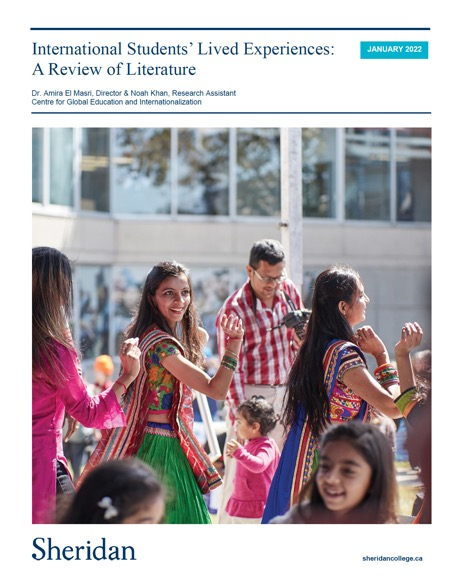 International Students’ Lived Experiences:
A Review of Literature
JANUARY 2022
Dr. Amira El Masri, Director & Noah Khan, Research Assistant
Centre for Global Education and Internationalization
Sheridan
sheridancollege.ca